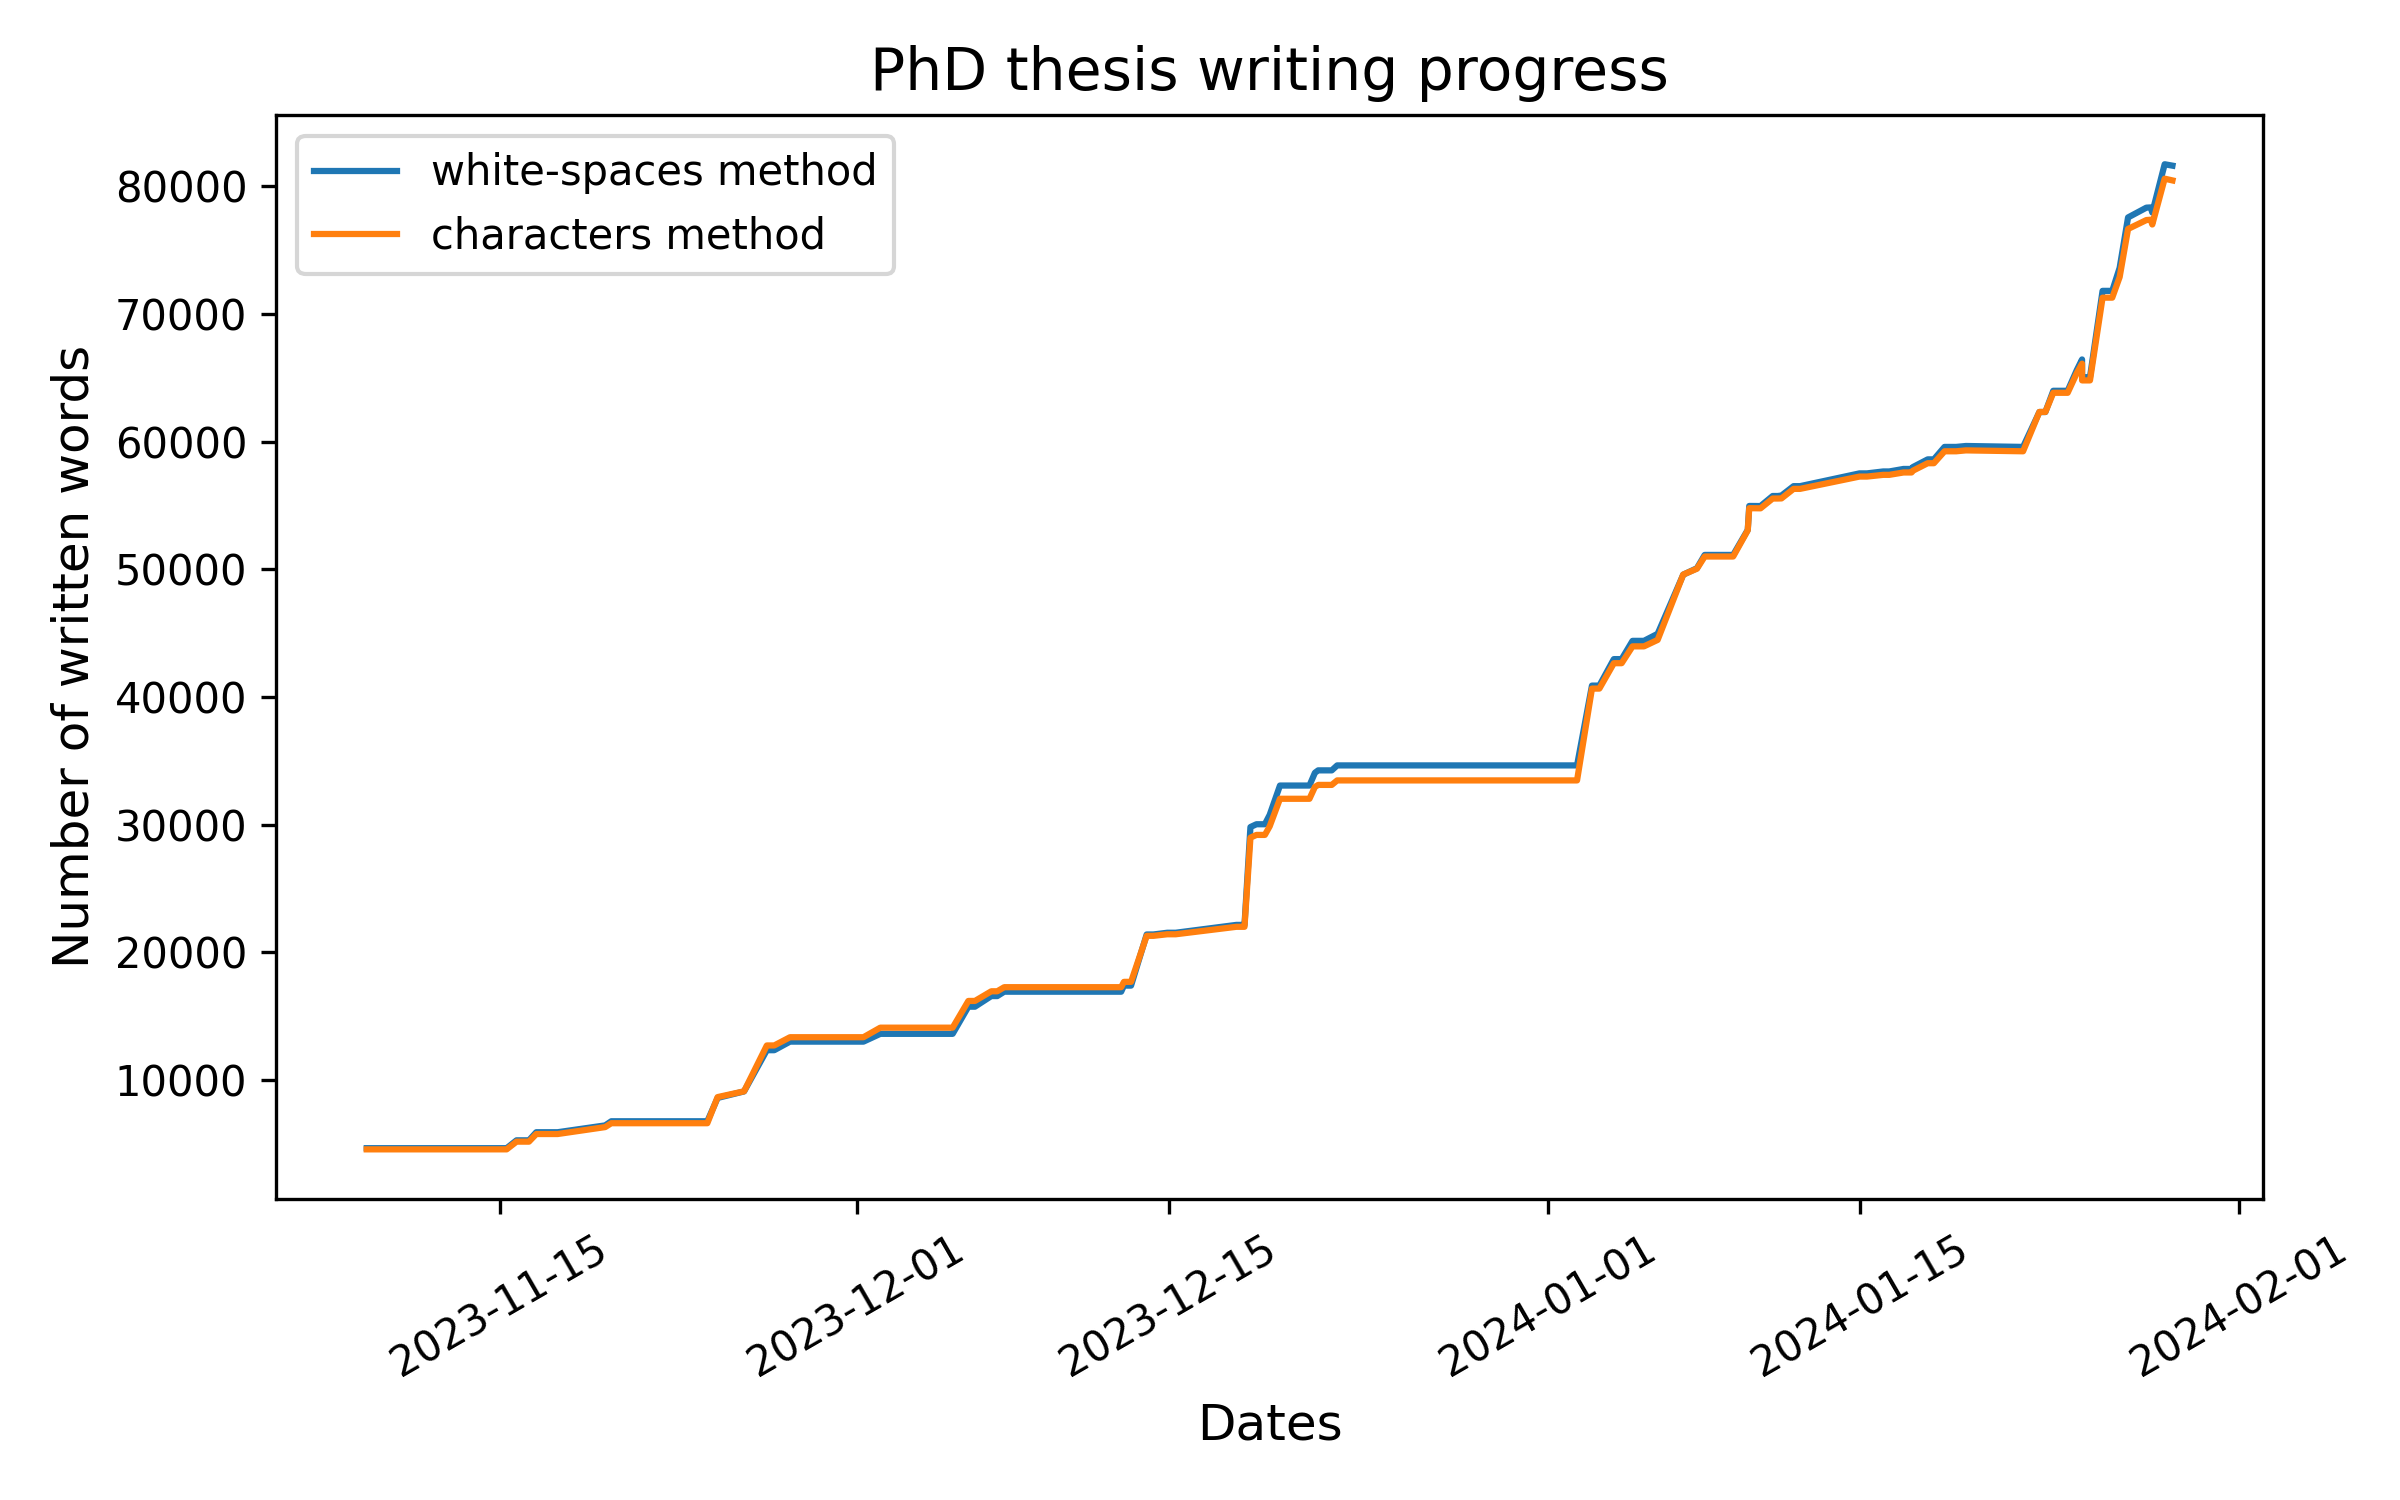 PhD thesis writing progress
white-spaces method
characters method
Number of written words
80000
70000
60000
50000
40000
30000
20000
10000
2023-11-15
2023-12-01
2023-12-15
2024-01-01
2024-01-15
2024-02-01
Dates